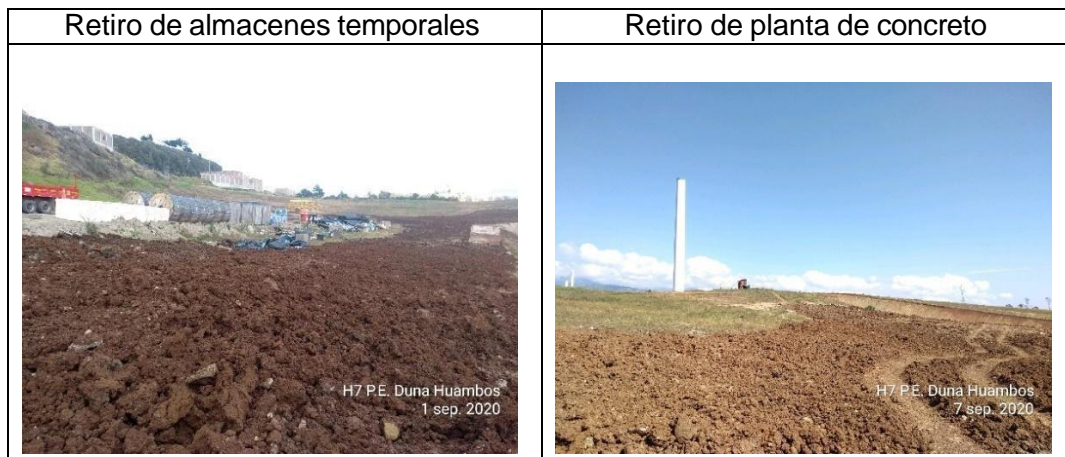 Retiro de almacenes temporales
Retiro de planta de concreto
H7 P.E. Duna Huambos
1 sep. 2020
H7 P.E. Duna Huambos
7 sep. 2020